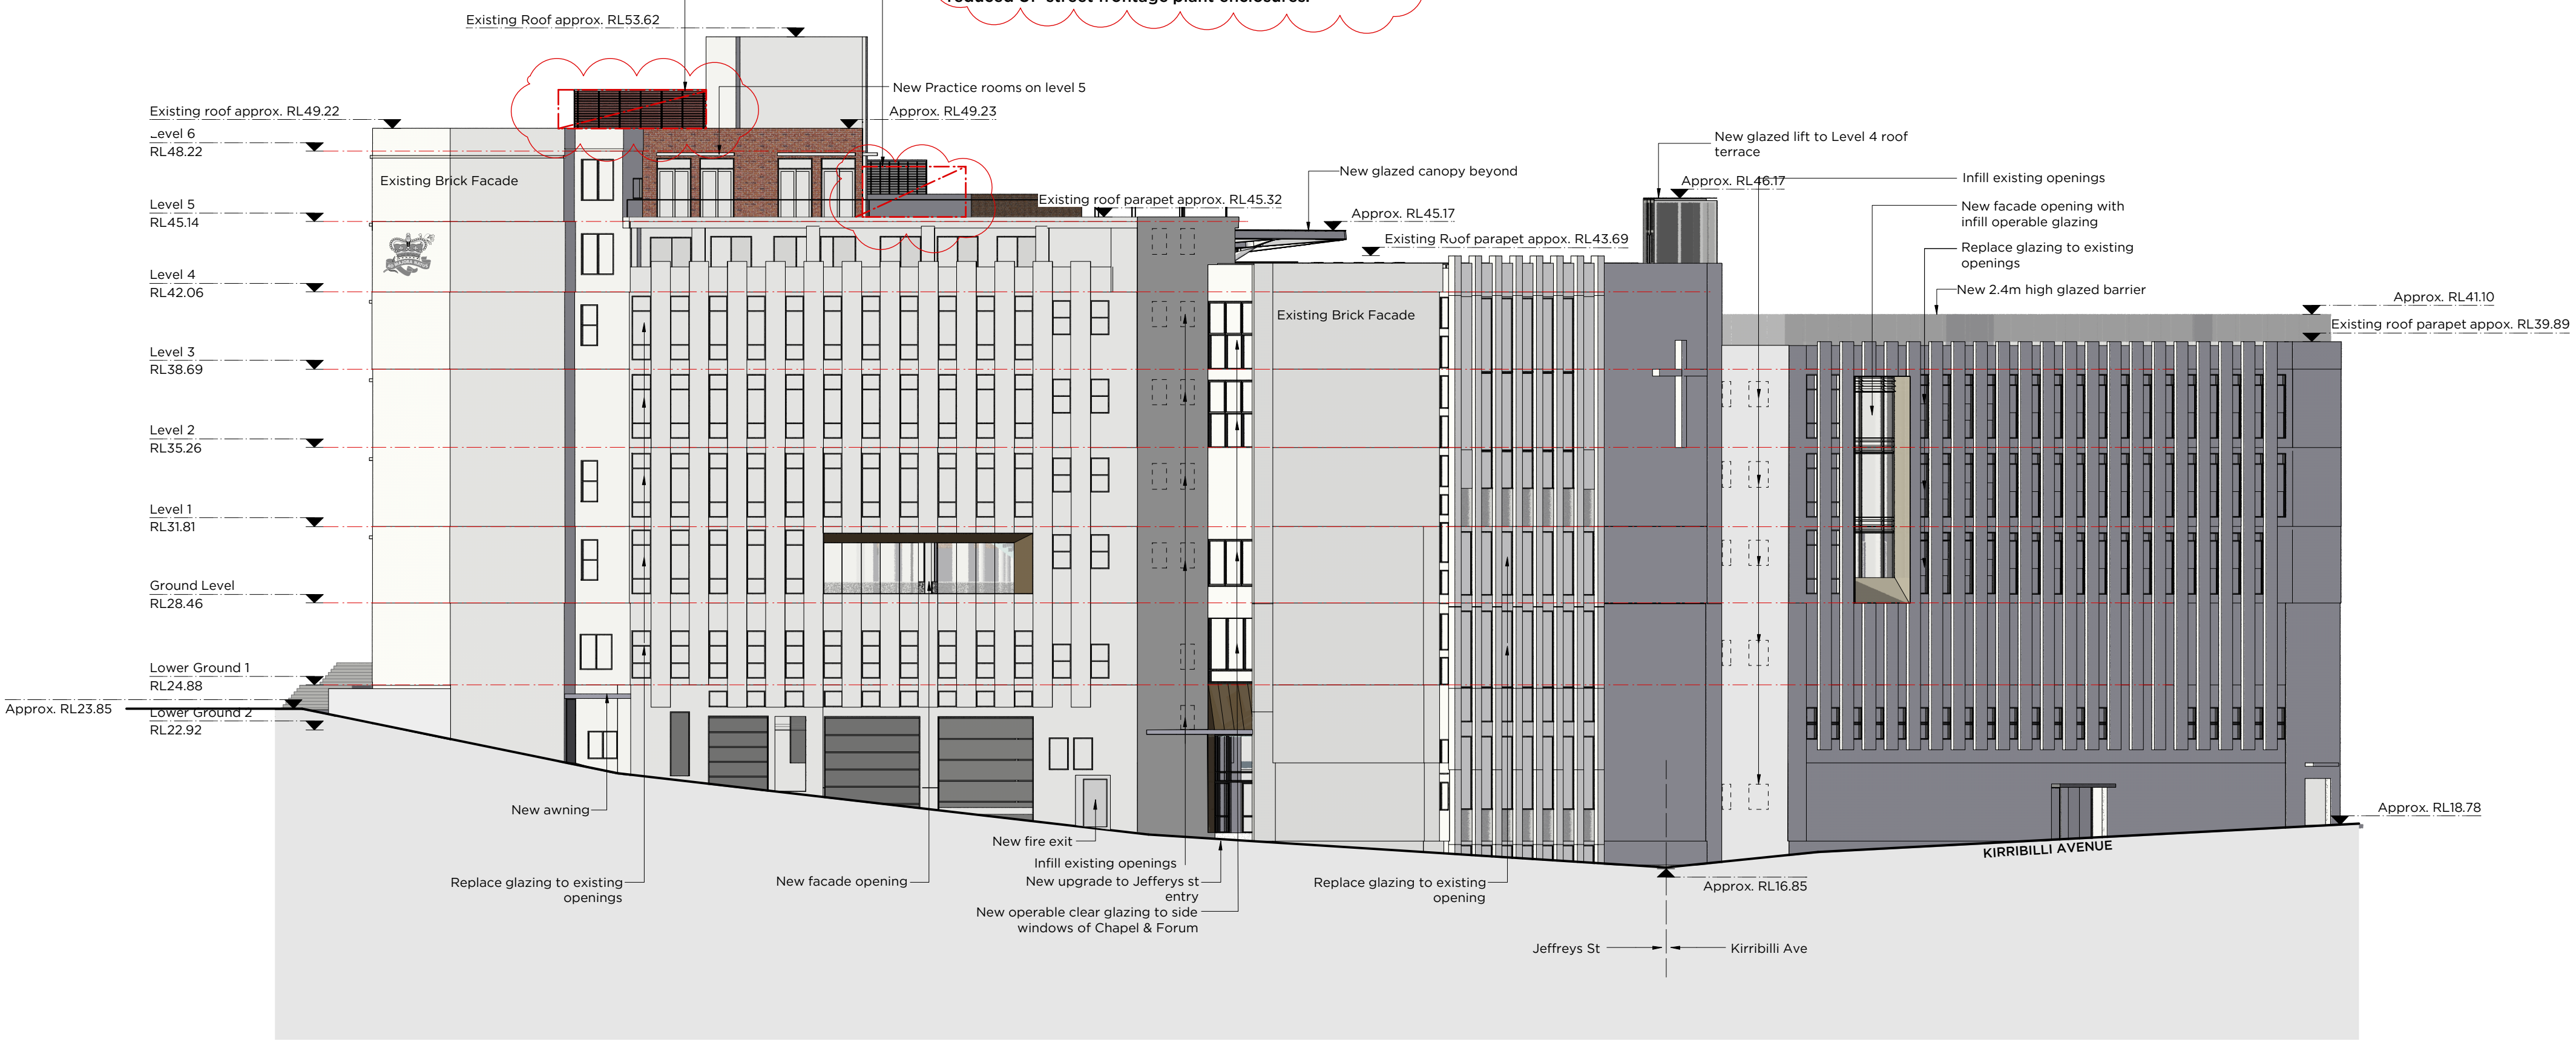 reduced Jeffreys street frontage plant enclosures.
Existing Roof approx. RL53.62
New Practice rooms on level 5
Existing roof approx. RL49.22
Approx. RL49.23
Level 6
RL48.22
New glazed lift to Level 4 roof
terrace
New glazed canopy beyond
Existing Brick Facade
Approx. RL46.17
Infill existing openings
Level 5
RL45.14
Existing roof parapet approx. RL45.32
Approx. RL45.17
New facade opening with
infill operable glazing
Existing Roof parapet appox. RL43.69
Replace glazing to existing
openings
Level 4
RL42.06
New 2.4m high glazed barrier
Approx. RL41.10
Existing Brick Facade
Existing roof parapet appox. RL39.89
Level 3
RL38.69
Level 2
RL35.26
Level 1
RL31.81
Ground Level
RL28.46
Lower Ground 1
RL24.88
Approx. RL23.85
Lower Ground 2
RL22.92
New awning
Approx. RL18.78
New fire exit
KIRRIBILLI AVENUE
Infill existing openings
Replace glazing to existing
openings
New facade opening
New upgrade to Jefferys st
entry
Replace glazing to existing
opening
Approx. RL16.85
New operable clear glazing to side
windows of Chapel & Forum
Jeffreys St
Kirribilli Ave